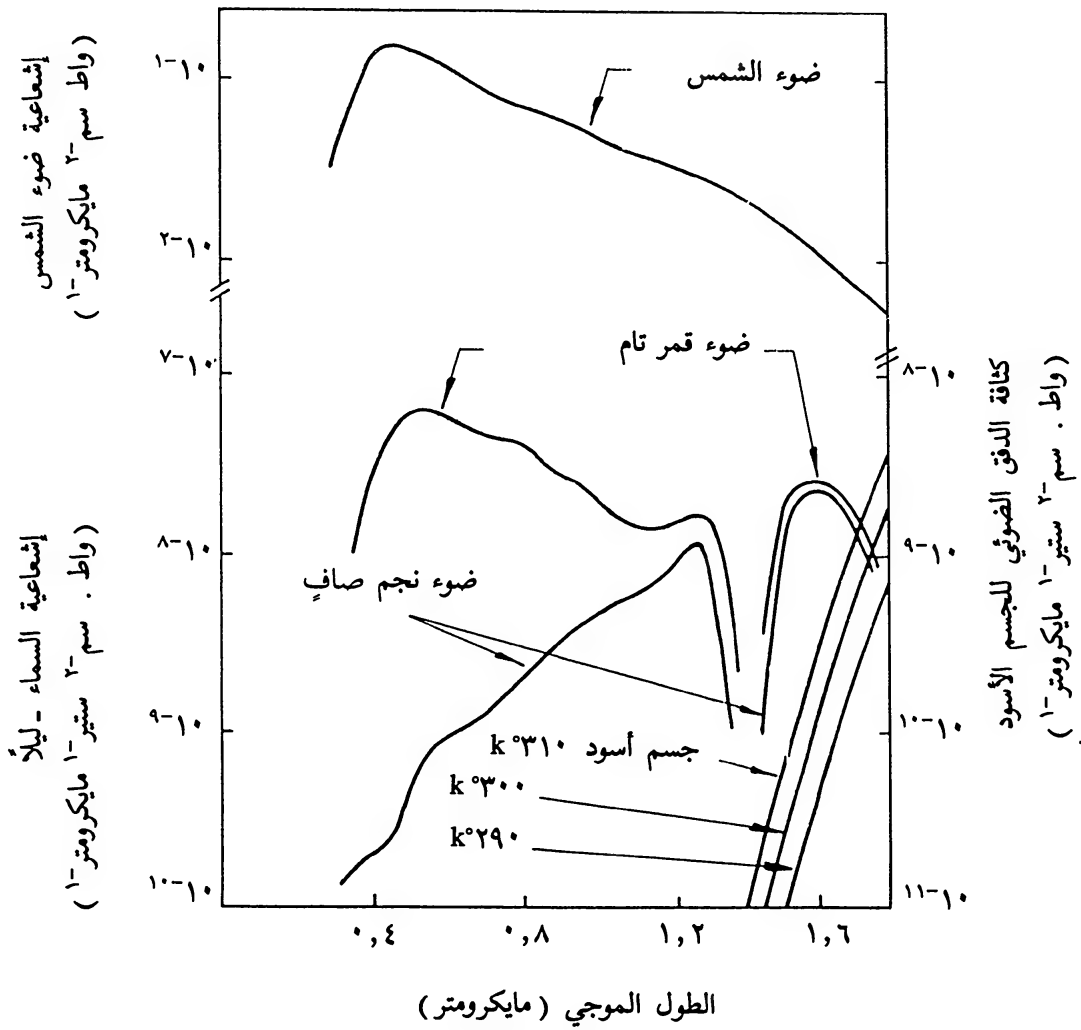 إشعاعية ضوء الشمس
(واط سم-٢ مايكرومتر-١)
١٠-١
١٠-٢
ضوء الشمس
ضوء قمر تام
١٠-٧
١٠-٨
١٠-٩
١٠-١٠
إشعاعية السماء - ليلاً
(واط . سم-٢ ستير-١ مايكرومتر-١)
ضوء نجم صافٍ
جسم أسود ٣١٠°k
٣٠٠°k
٢٩٠°k
١٠-٨
١٠-٩
١٠-١٠
١٠-١١
كثافة الدفق الضوئي للجسم الأسود
(واط . سم-٢ ستير-١ مايكرومتر-١)
٠,٤ ٠,٨ ١,٢ ١,٦
الطول الموجي (مايكرومتر)